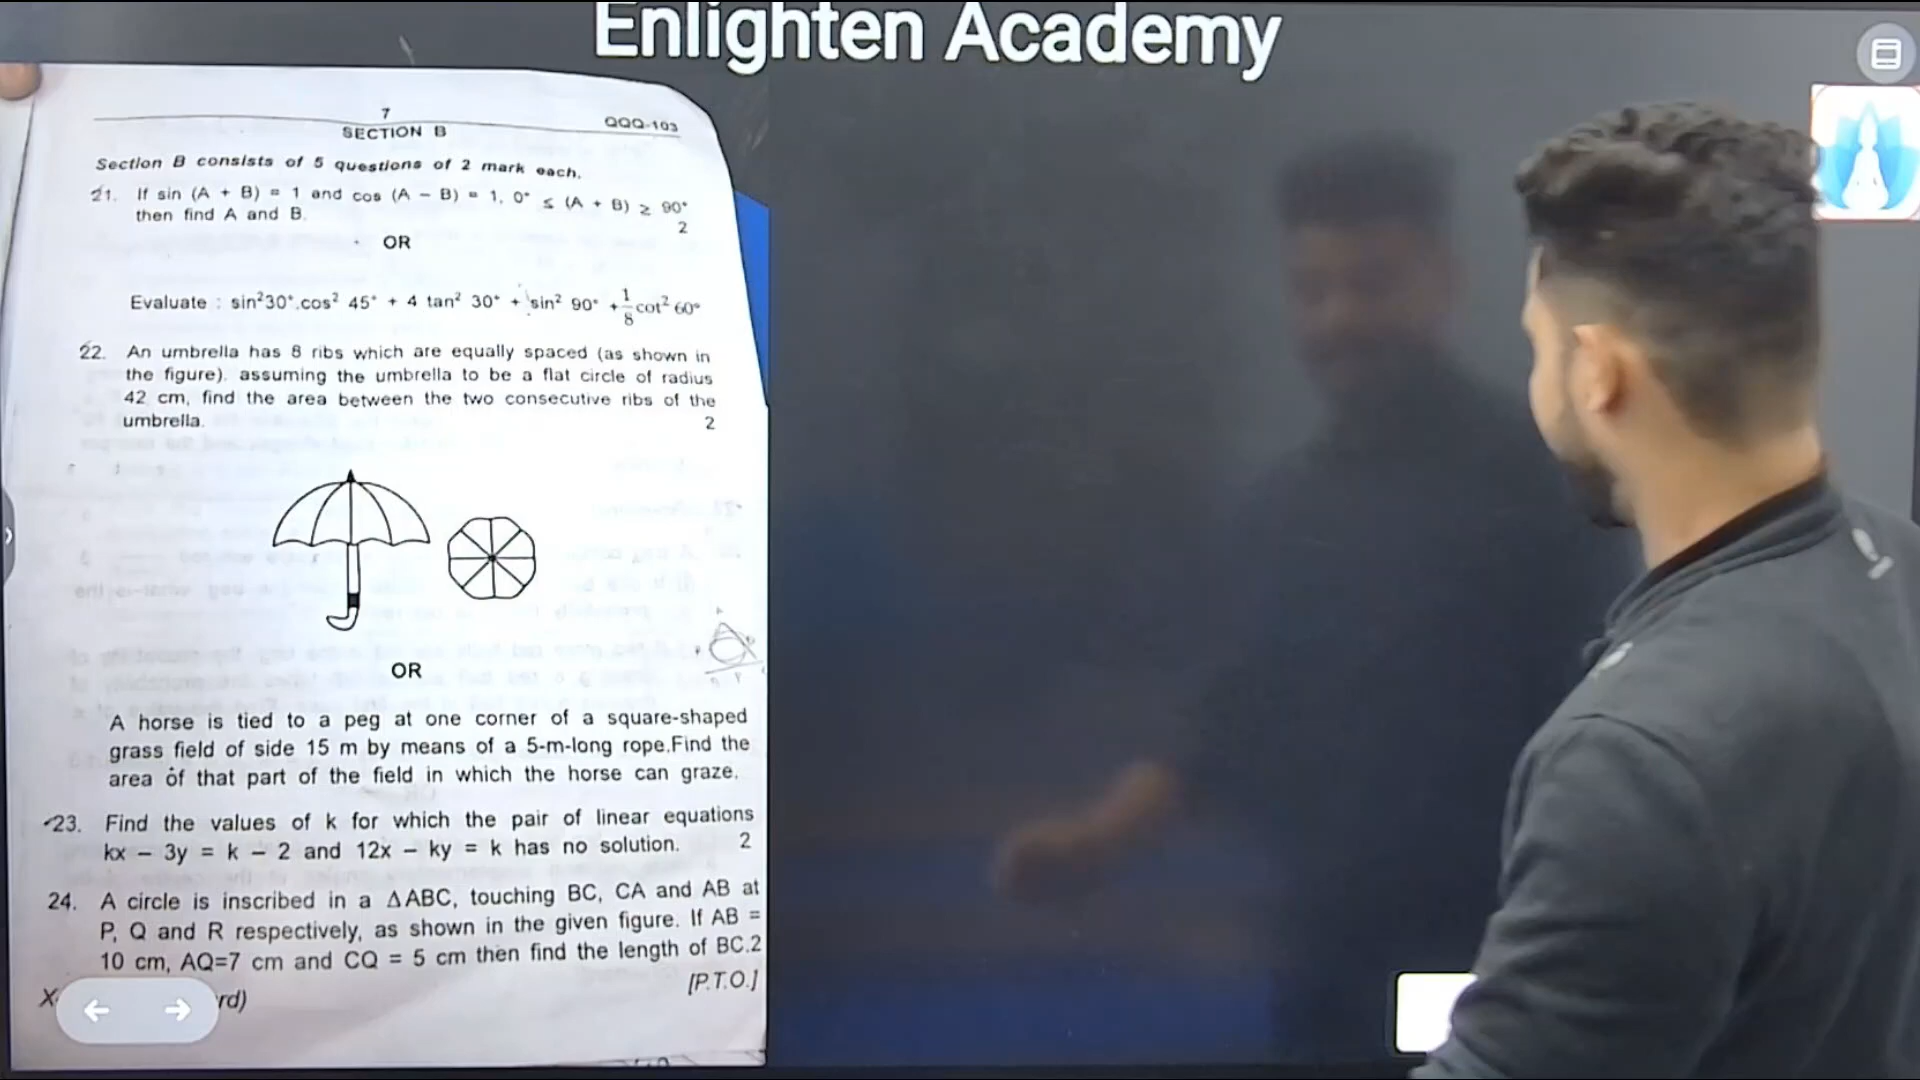 Enlighten Academy
7
QQQ-103
SECTION B
Section B consists of 5 questions of 2 mark each.
21. If sin (A + B) = 1 and cos (A − B) = 1, 0° ≤ (A + B) ≥ 90°
then find A and B.
2
OR
Evaluate : sin²30°.cos² 45° + 4 tan² 30° + sin² 90° + 1/8 cot² 60°
22. An umbrella has 8 ribs which are equally spaced (as shown in
the figure). assuming the umbrella to be a flat circle of radius
42 cm, find the area between the two consecutive ribs of the
umbrella. 2
OR
A horse is tied to a peg at one corner of a square-shaped
grass field of side 15 m by means of a 5-m-long rope.Find the
area of that part of the field in which the horse can graze.
23. Find the values of k for which the pair of linear equations
kx − 3y = k − 2 and 12x − ky = k has no solution. 2
24. A circle is inscribed in a ΔABC, touching BC, CA and AB at
P, Q and R respectively, as shown in the given figure. If AB =
10 cm, AQ=7 cm and CQ = 5 cm then find the length of BC.2
[P.T.O.]
X rd)